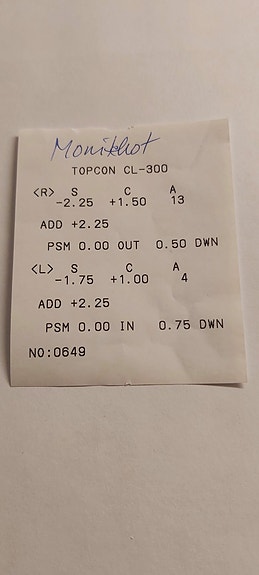 Monikhot
TOPCON CL-300
<R> S C A
-2.25 +1.50 13
ADD +2.25
PSM 0.00 OUT 0.50 DWN
<L> S C A
-1.75 +1.00 4
ADD +2.25
PSM 0.00 IN 0.75 DWN
NO:0649